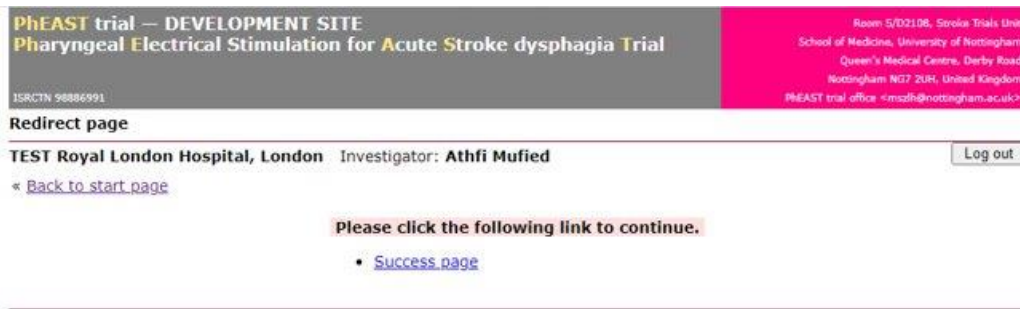 PhEAST trial — DEVELOPMENT SITE
Pharyngeal Electrical Stimulation for Acute Stroke dysphagia Trial
ISRCTN 98886991
Room S/D2108, Stroke Trials Unit
School of Medicine, University of Nottingham
Queen's Medical Centre, Derby Road
Nottingham NG7 2UH, United Kingdom
PhEAST trial office <mszlh@nottingham.ac.uk>
Redirect page
TEST Royal London Hospital, London Investigator: Athfi Mufied
Log out
« Back to start page
Please click the following link to continue.
• Success page